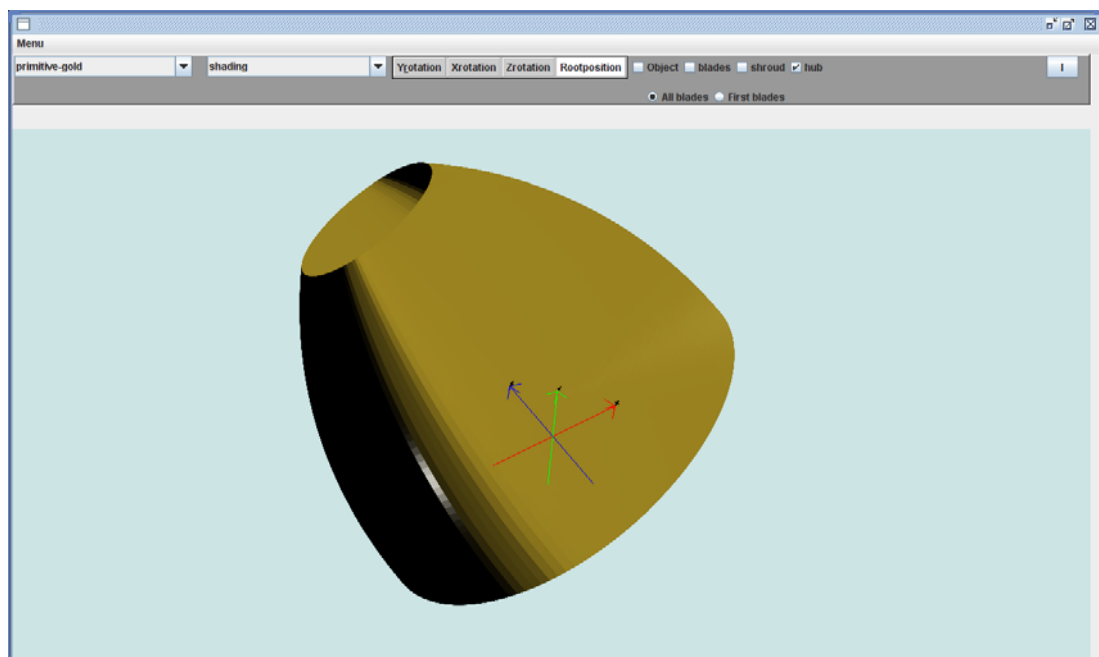 Menu
primitive-gold shading Yrotation Xrotation Zrotation Rootposition Object blades shroud hub I
All blades First blades